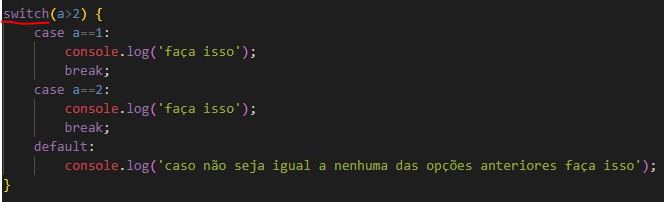 switch(a>2) {
    case a==1:
        console.log('faça isso');
        break;
    case a==2:
        console.log('faça isso');
        break;
    default:
        console.log('caso não seja igual a nenhuma das opções anteriores faça isso');
}